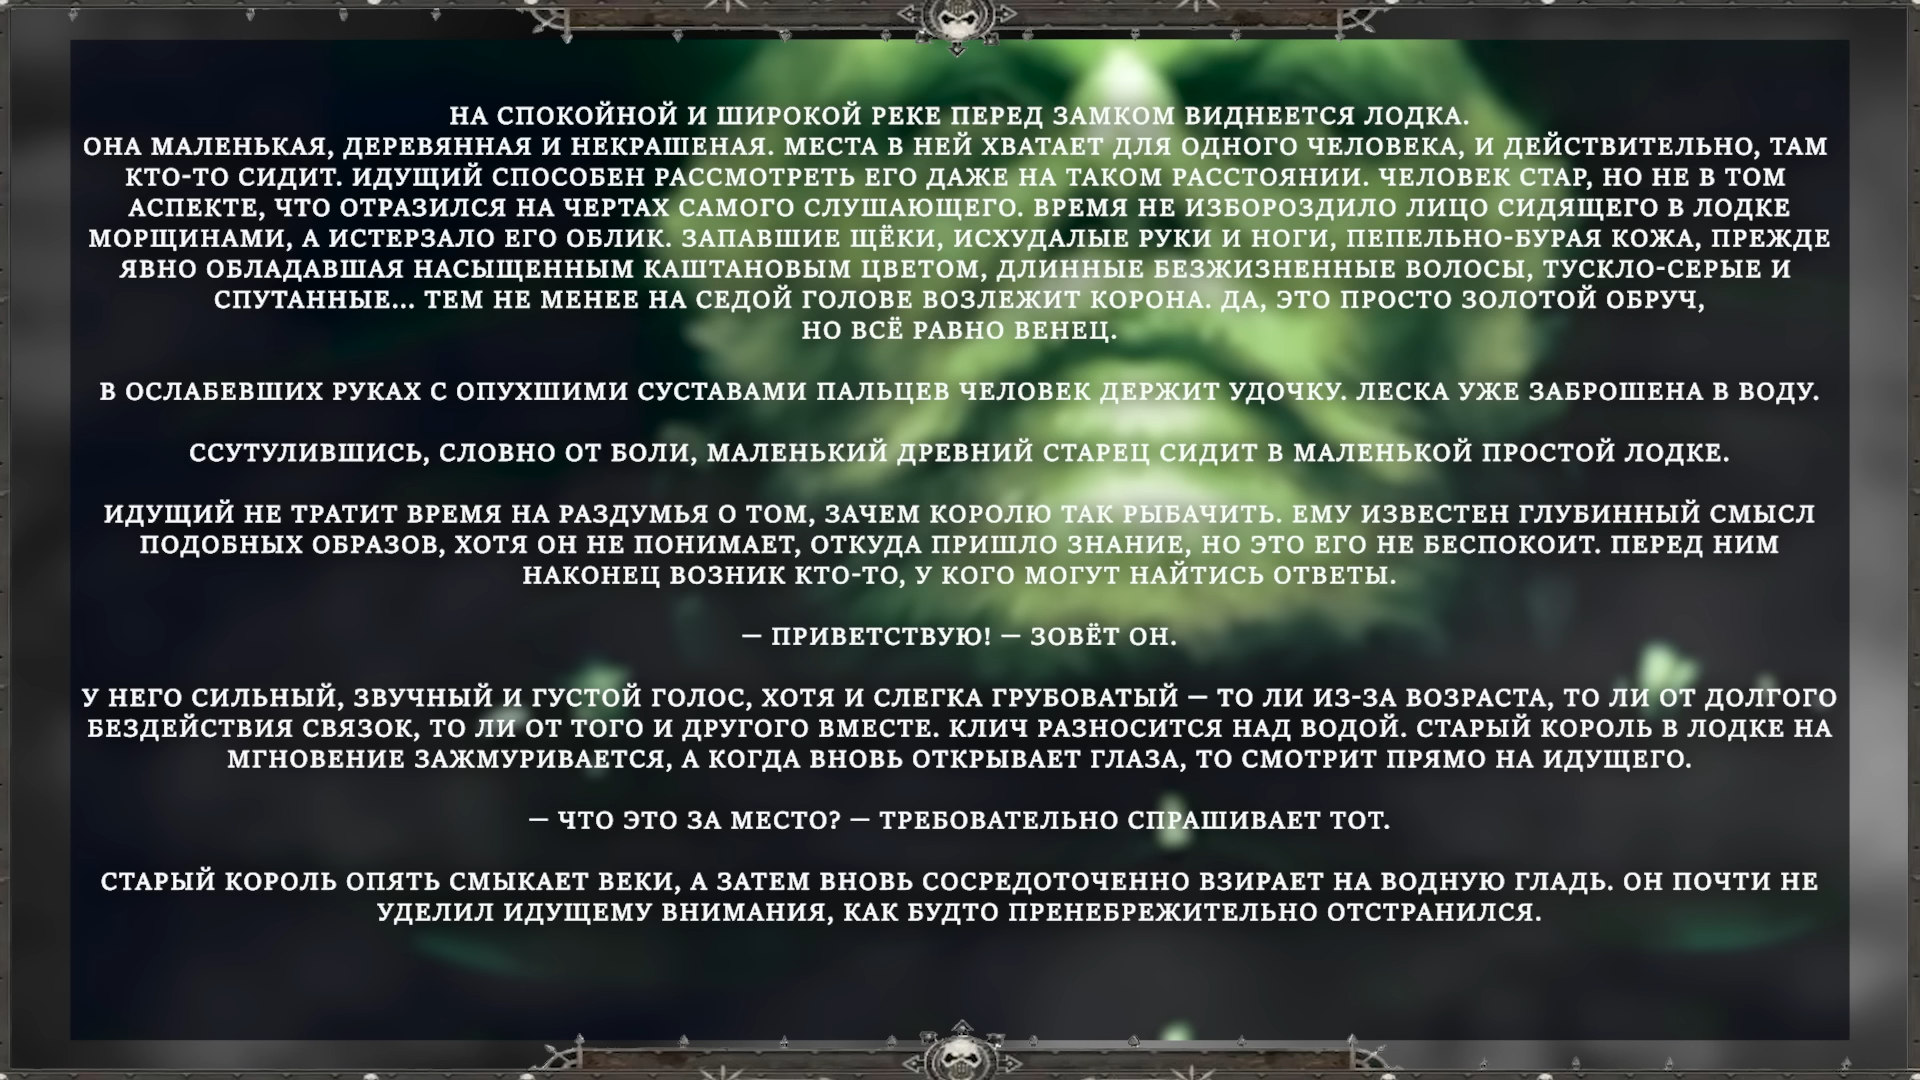 НА СПОКОЙНОЙ И ШИРОКОЙ РЕКЕ ПЕРЕД ЗАМКОМ ВИДНЕЕТСЯ ЛОДКА.
ОНА МАЛЕНЬКАЯ, ДЕРЕВЯННАЯ И НЕКРАШЕНАЯ. МЕСТА В НЕЙ ХВАТАЕТ ДЛЯ ОДНОГО ЧЕЛОВЕКА, И ДЕЙСТВИТЕЛЬНО, ТАМ
КТО-ТО СИДИТ. ИДУЩИЙ СПОСОБЕН РАССМОТРЕТЬ ЕГО ДАЖЕ НА ТАКОМ РАССТОЯНИИ. ЧЕЛОВЕК СТАР, НО НЕ В ТОМ
АСПЕКТЕ, ЧТО ОТРАЗИЛСЯ НА ЧЕРТАХ САМОГО СЛУШАЮЩЕГО. ВРЕМЯ НЕ ИЗБОРОЗДИЛО ЛИЦО СИДЯЩЕГО В ЛОДКЕ
МОРЩИНАМИ, А ИСТЕРЗАЛО ЕГО ОБЛИК. ЗАПАВШИЕ ЩЁКИ, ИСХУДАЛЫЕ РУКИ И НОГИ, ПЕПЕЛЬНО-БУРАЯ КОЖА, ПРЕЖДЕ
ЯВНО ОБЛАДАВШАЯ НАСЫЩЕННЫМ КАШТАНОВЫМ ЦВЕТОМ, ДЛИННЫЕ БЕЗЖИЗНЕННЫЕ ВОЛОСЫ, ТУСКЛО-СЕРЫЕ И
СПУТАННЫЕ... ТЕМ НЕ МЕНЕЕ НА СЕДОЙ ГОЛОВЕ ВОЗЛЕЖИТ КОРОНА. ДА, ЭТО ПРОСТО ЗОЛОТОЙ ОБРУЧ,
НО ВСЁ РАВНО ВЕНЕЦ.
В ОСЛАБЕВШИХ РУКАХ С ОПУХШИМИ СУСТАВАМИ ПАЛЬЦЕВ ЧЕЛОВЕК ДЕРЖИТ УДОЧКУ. ЛЕСКА УЖЕ ЗАБРОШЕНА В ВОДУ.
ССУТУЛИВШИСЬ, СЛОВНО ОТ БОЛИ, МАЛЕНЬКИЙ ДРЕВНИЙ СТАРЕЦ СИДИТ В МАЛЕНЬКОЙ ПРОСТОЙ ЛОДКЕ.
ИДУЩИЙ НЕ ТРАТИТ ВРЕМЯ НА РАЗДУМЬЯ О ТОМ, ЗАЧЕМ КОРОЛЮ ТАК РЫБАЧИТЬ. ЕМУ ИЗВЕСТЕН ГЛУБИННЫЙ СМЫСЛ
ПОДОБНЫХ ОБРАЗОВ, ХОТЯ ОН НЕ ПОНИМАЕТ, ОТКУДА ПРИШЛО ЗНАНИЕ, НО ЭТО ЕГО НЕ БЕСПОКОИТ. ПЕРЕД НИМ
НАКОНЕЦ ВОЗНИК КТО-ТО, У КОГО МОГУТ НАЙТИСЬ ОТВЕТЫ.
— ПРИВЕТСТВУЮ! — ЗОВЁТ ОН.
У НЕГО СИЛЬНЫЙ, ЗВУЧНЫЙ И ГУСТОЙ ГОЛОС, ХОТЯ И СЛЕГКА ГРУБОВАТЫЙ — ТО ЛИ ИЗ-ЗА ВОЗРАСТА, ТО ЛИ ОТ ДОЛГОГО
БЕЗДЕЙСТВИЯ СВЯЗОК, ТО ЛИ ОТ ТОГО И ДРУГОГО ВМЕСТЕ. КЛИЧ РАЗНОСИТСЯ НАД ВОДОЙ. СТАРЫЙ КОРОЛЬ В ЛОДКЕ НА
МГНОВЕНИЕ ЗАЖМУРИВАЕТСЯ, А КОГДА ВНОВЬ ОТКРЫВАЕТ ГЛАЗА, ТО СМОТРИТ ПРЯМО НА ИДУЩЕГО.
— ЧТО ЭТО ЗА МЕСТО? — ТРЕБОВАТЕЛЬНО СПРАШИВАЕТ ТОТ.
СТАРЫЙ КОРОЛЬ ОПЯТЬ СМЫКАЕТ ВЕКИ, А ЗАТЕМ ВНОВЬ СОСРЕДОТОЧЕННО ВЗИРАЕТ НА ВОДНУЮ ГЛАДЬ. ОН ПОЧТИ НЕ
УДЕЛИЛ ИДУЩЕМУ ВНИМАНИЯ, КАК БУДТО ПРЕНЕБРЕЖИТЕЛЬНО ОТСТРАНИЛСЯ.